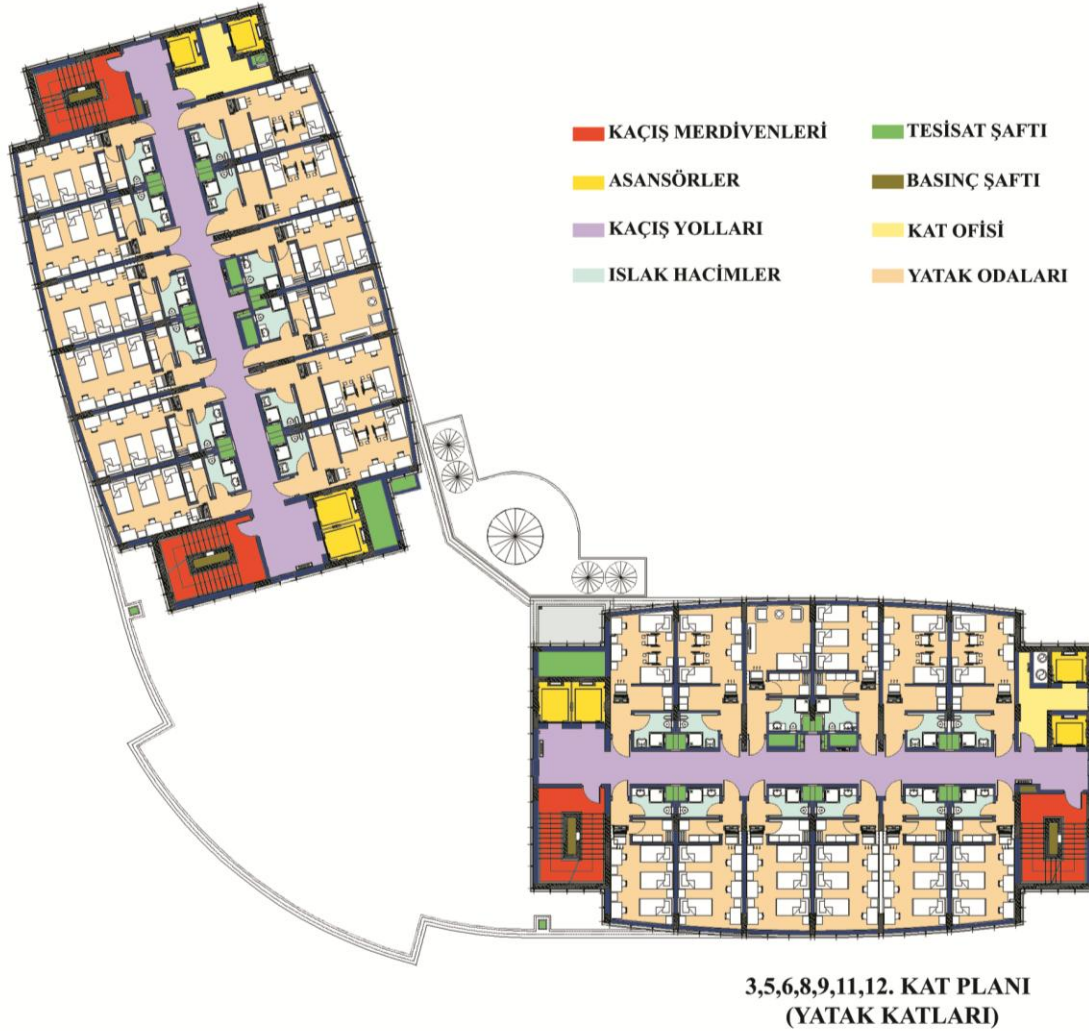 KAÇIŞ MERDİVENLERİ
ASANSÖRLER
KAÇIŞ YOLLARI
ISLAK HACİMLER
TESİSAT ŞAFTI
BASINÇ ŞAFTI
KAT OFİSİ
YATAK ODALARI
3,5,6,8,9,11,12. KAT PLANI
(YATAK KATLARI)